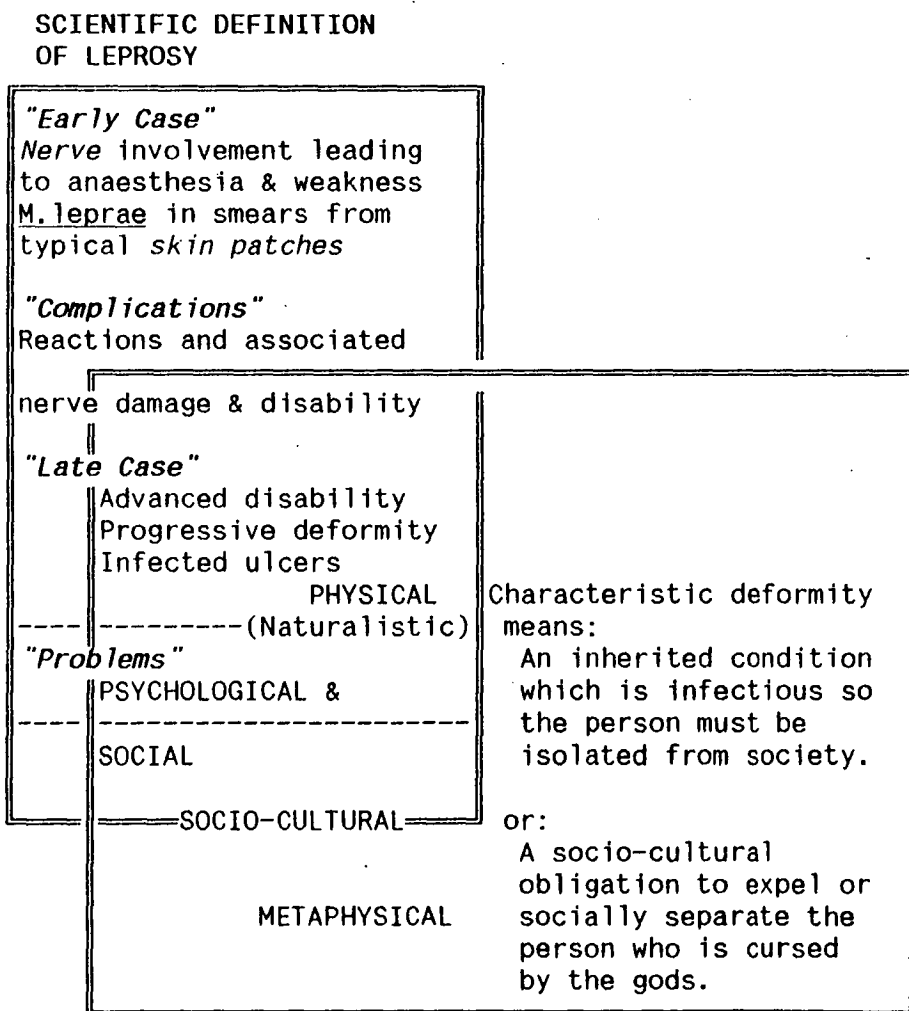 SCIENTIFIC DEFINITION
OF LEPROSY
"Early Case"
Nerve involvement leading
to anaesthesia & weakness
M.leprae in smears from
typical skin patches
"Complications"
Reactions and associated
nerve damage & disability
"Late Case"
Advanced disability
Progressive deformity
Infected ulcers
PHYSICAL
(Naturalistic)
"Problems"
PSYCHOLOGICAL &
SOCIAL
SOCIO-CULTURAL
METAPHYSICAL
Characteristic deformity
means:
An inherited condition
which is infectious so
the person must be
isolated from society.
or:
A socio-cultural
obligation to expel or
socially separate the
person who is cursed
by the gods.